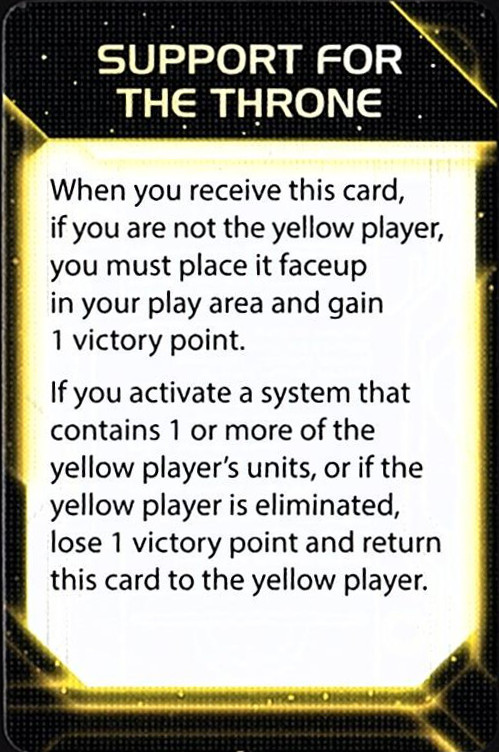 SUPPORT FOR
THE THRONE
When you receive this card,
if you are not the yellow player,
you must place it faceup
in your play area and gain
1 victory point.
If you activate a system that
contains 1 or more of the
yellow player’s units, or if the
yellow player is eliminated,
lose 1 victory point and return
this card to the yellow player.